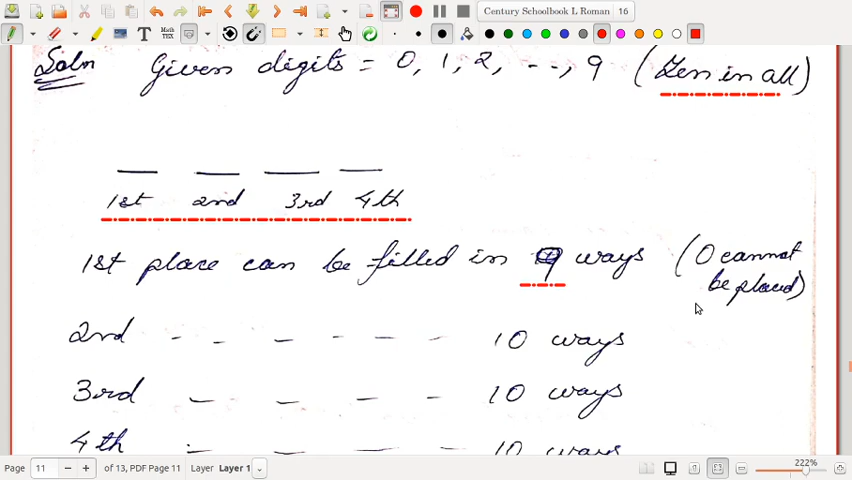 Century Schoolbook L Roman 16
Soln Given digits = 0, 1, 2, ..., 9 (Ten in all)
1st 2nd 3rd 4th
1st place can be filled in 9 ways (0 cannot
be placed)
2nd - - - - - 10 ways
3rd - - - - 10 ways
4th - - - 10 ways
Page 11 of 13, PDF Page 11 Layer Layer 1 222%